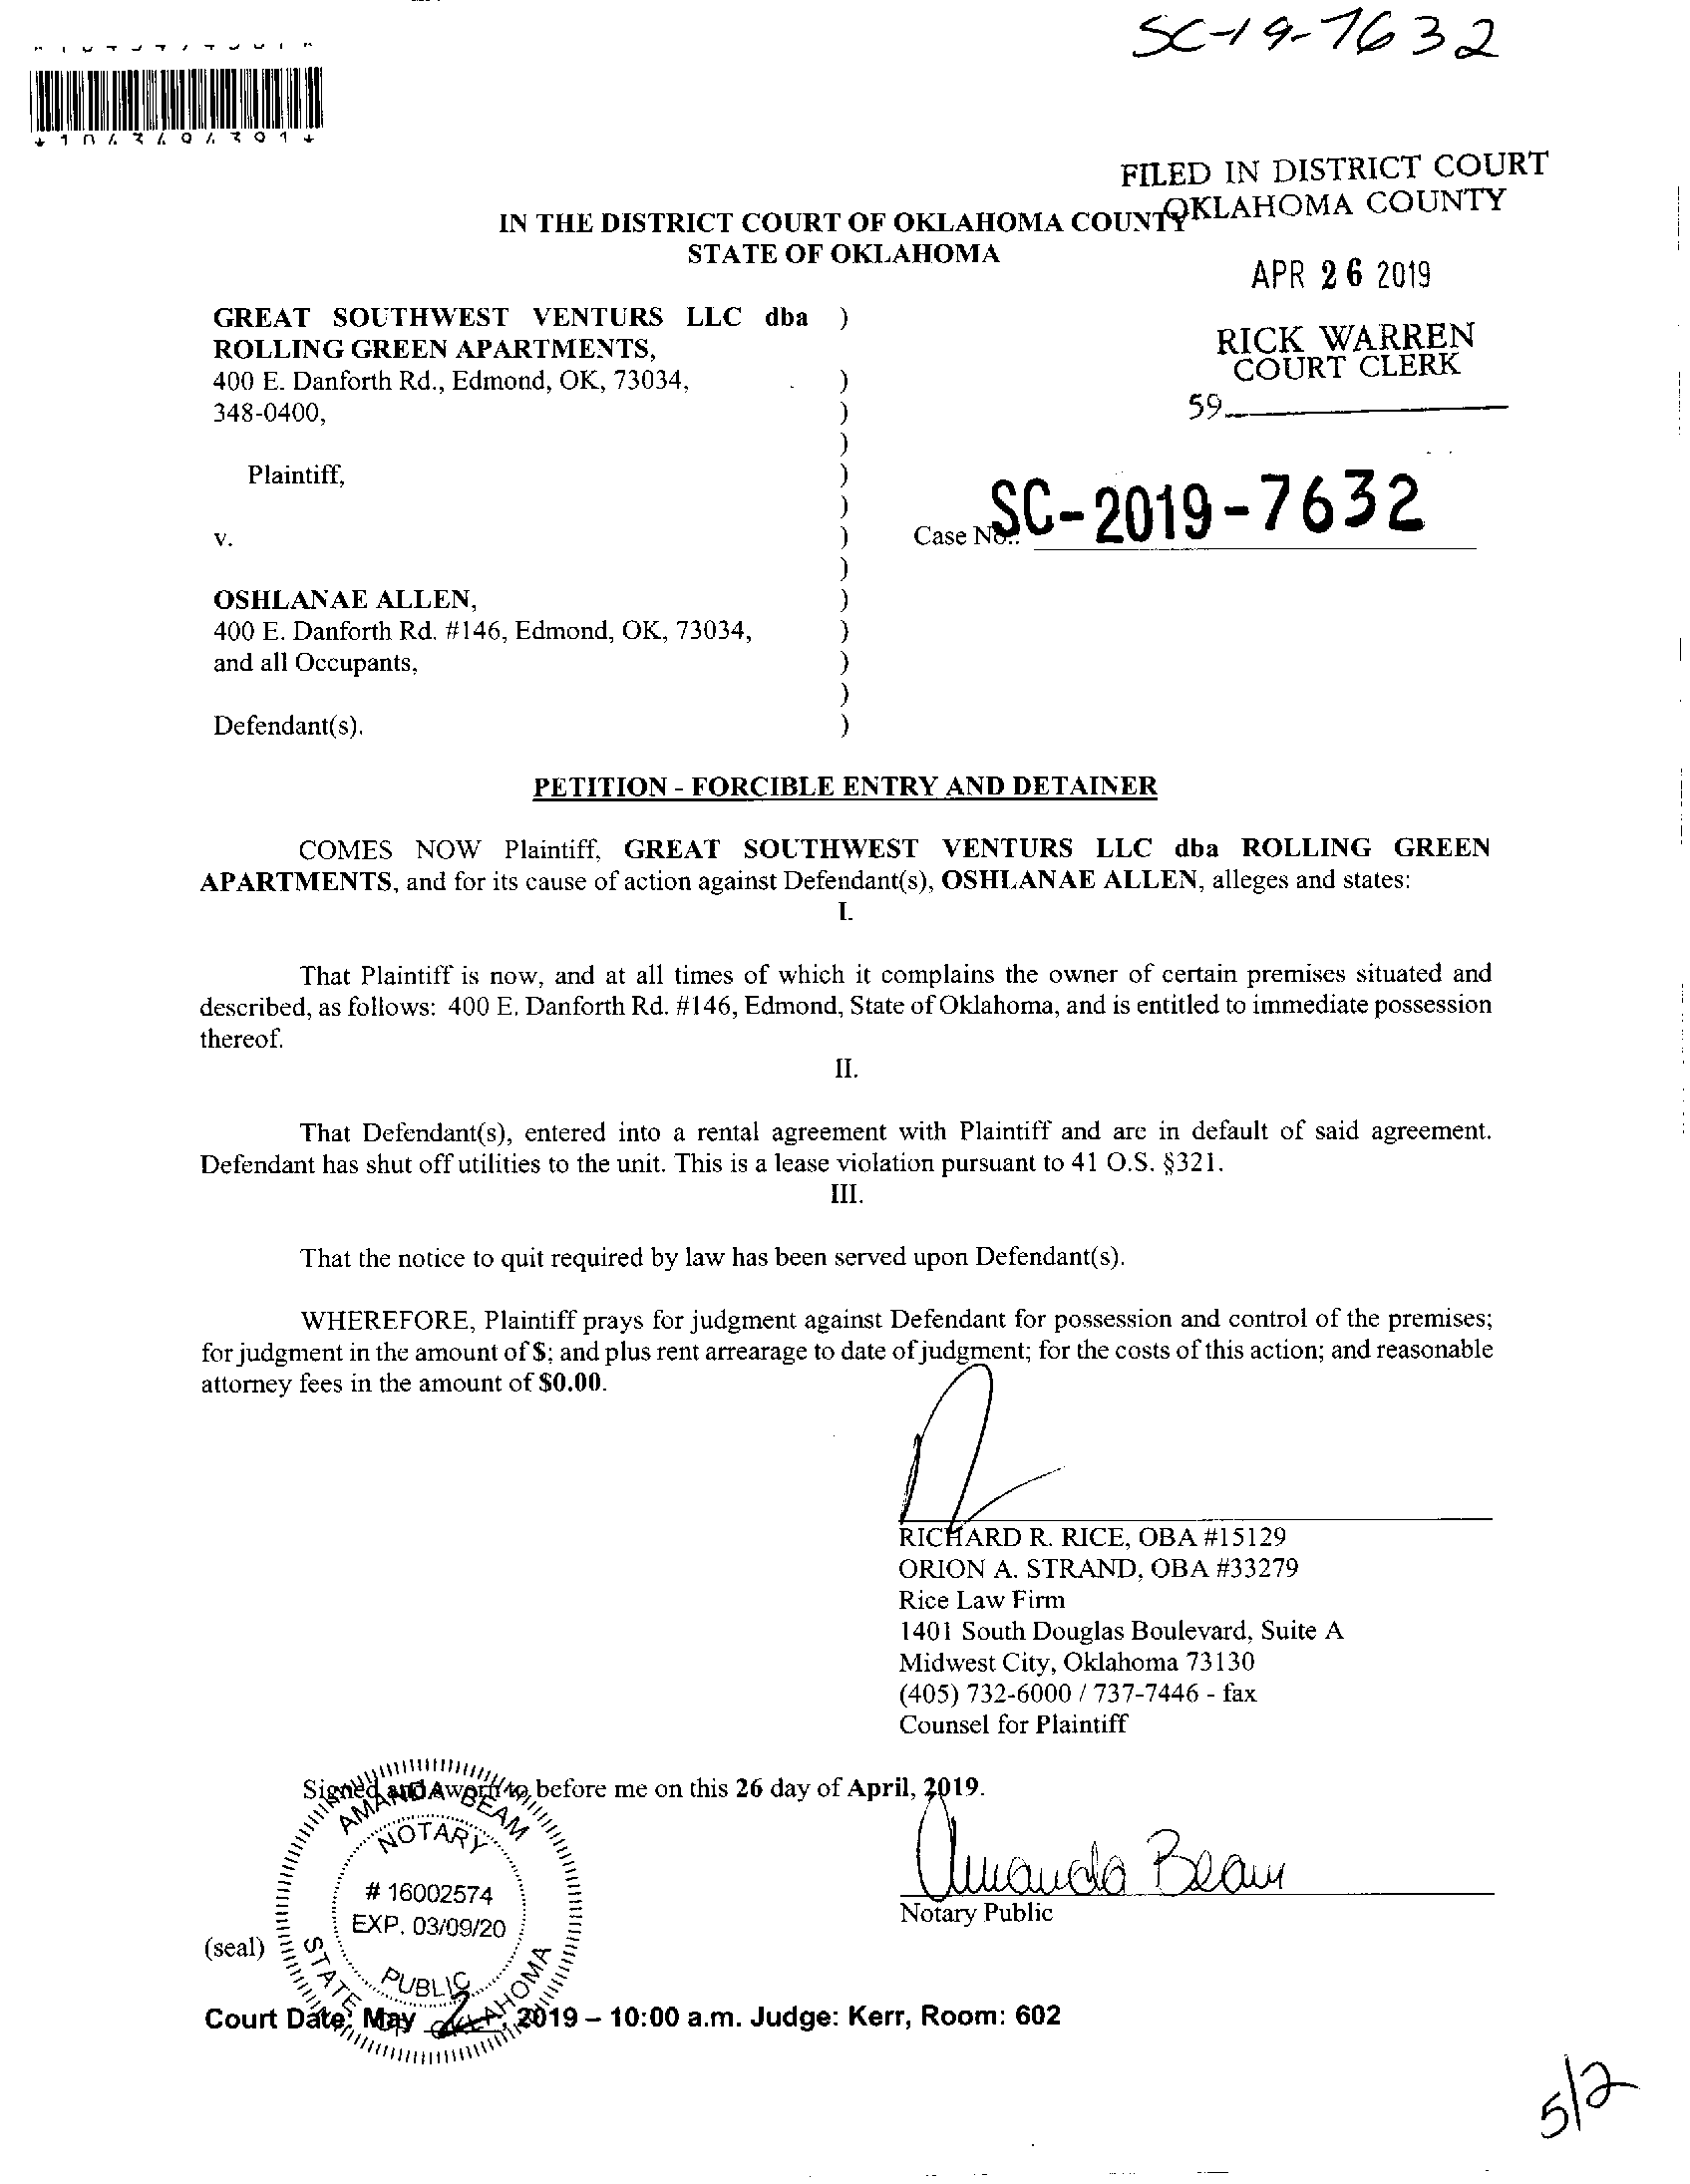 SC-19-7632
FILED IN DISTRICT COURT
OKLAHOMA COUNTY
IN THE DISTRICT COURT OF OKLAHOMA COUNTY
STATE OF OKLAHOMA
APR 26 2019
RICK WARREN
COURT CLERK
59
GREAT SOUTHWEST VENTURS LLC dba )
ROLLING GREEN APARTMENTS,
400 E. Danforth Rd., Edmond, OK, 73034, )
348-0400, )
)
Plaintiff, )
)
v. )
)
Case No.: SC-2019-7632
OSHLANAE ALLEN, )
400 E. Danforth Rd. #146, Edmond, OK, 73034, )
and all Occupants, )
)
Defendant(s). )
PETITION - FORCIBLE ENTRY AND DETAINER
COMES NOW Plaintiff, GREAT SOUTHWEST VENTURS LLC dba ROLLING GREEN
APARTMENTS, and for its cause of action against Defendant(s), OSHLANAE ALLEN, alleges and states:
I.
That Plaintiff is now, and at all times of which it complains the owner of certain premises situated and
described, as follows: 400 E. Danforth Rd. #146, Edmond, State of Oklahoma, and is entitled to immediate possession
thereof.
II.
That Defendant(s), entered into a rental agreement with Plaintiff and are in default of said agreement.
Defendant has shut off utilities to the unit. This is a lease violation pursuant to 41 O.S. §321.
III.
That the notice to quit required by law has been served upon Defendant(s).
WHEREFORE, Plaintiff prays for judgment against Defendant for possession and control of the premises;
for judgment in the amount of $; and plus rent arrearage to date of judgment; for the costs of this action; and reasonable
attorney fees in the amount of $0.00.
RICHARD R. RICE, OBA #15129
ORION A. STRAND, OBA #33279
Rice Law Firm
1401 South Douglas Boulevard, Suite A
Midwest City, Oklahoma 73130
(405) 732-6000 / 737-7446 - fax
Counsel for Plaintiff
Signed and sworn to before me on this 26 day of April, 2019.
Amanda Beam
Notary Public
AMANDA BEAM
NOTARY
# 16002574
EXP. 03/09/20
PUBLIC
STATE OF OKLAHOMA
(seal)
Court Date: May 2, 2019 – 10:00 a.m. Judge: Kerr, Room: 602
5/2